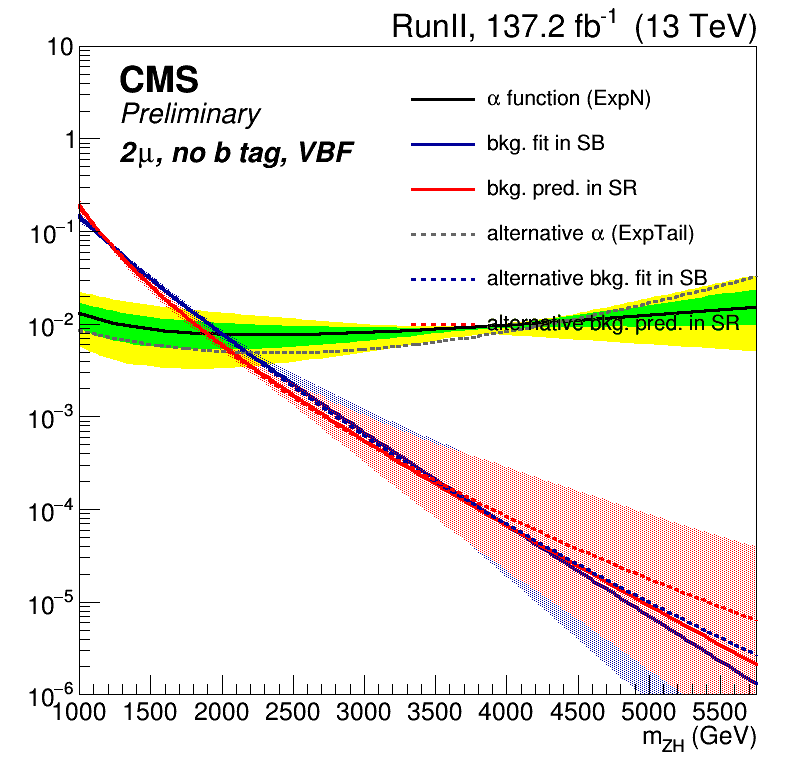 RunII, 137.2 fb⁻¹ (13 TeV)
CMS
Preliminary
2μ, no b tag, VBF
α function (ExpN)
bkg. fit in SB
bkg. pred. in SR
alternative α (ExpTail)
alternative bkg. fit in SB
alternative bkg. pred. in SR
10
1
10⁻¹
10⁻²
10⁻³
10⁻⁴
10⁻⁵
10⁻⁶
1000 1500 2000 2500 3000 3500 4000 4500 5000 5500
m_ZH (GeV)